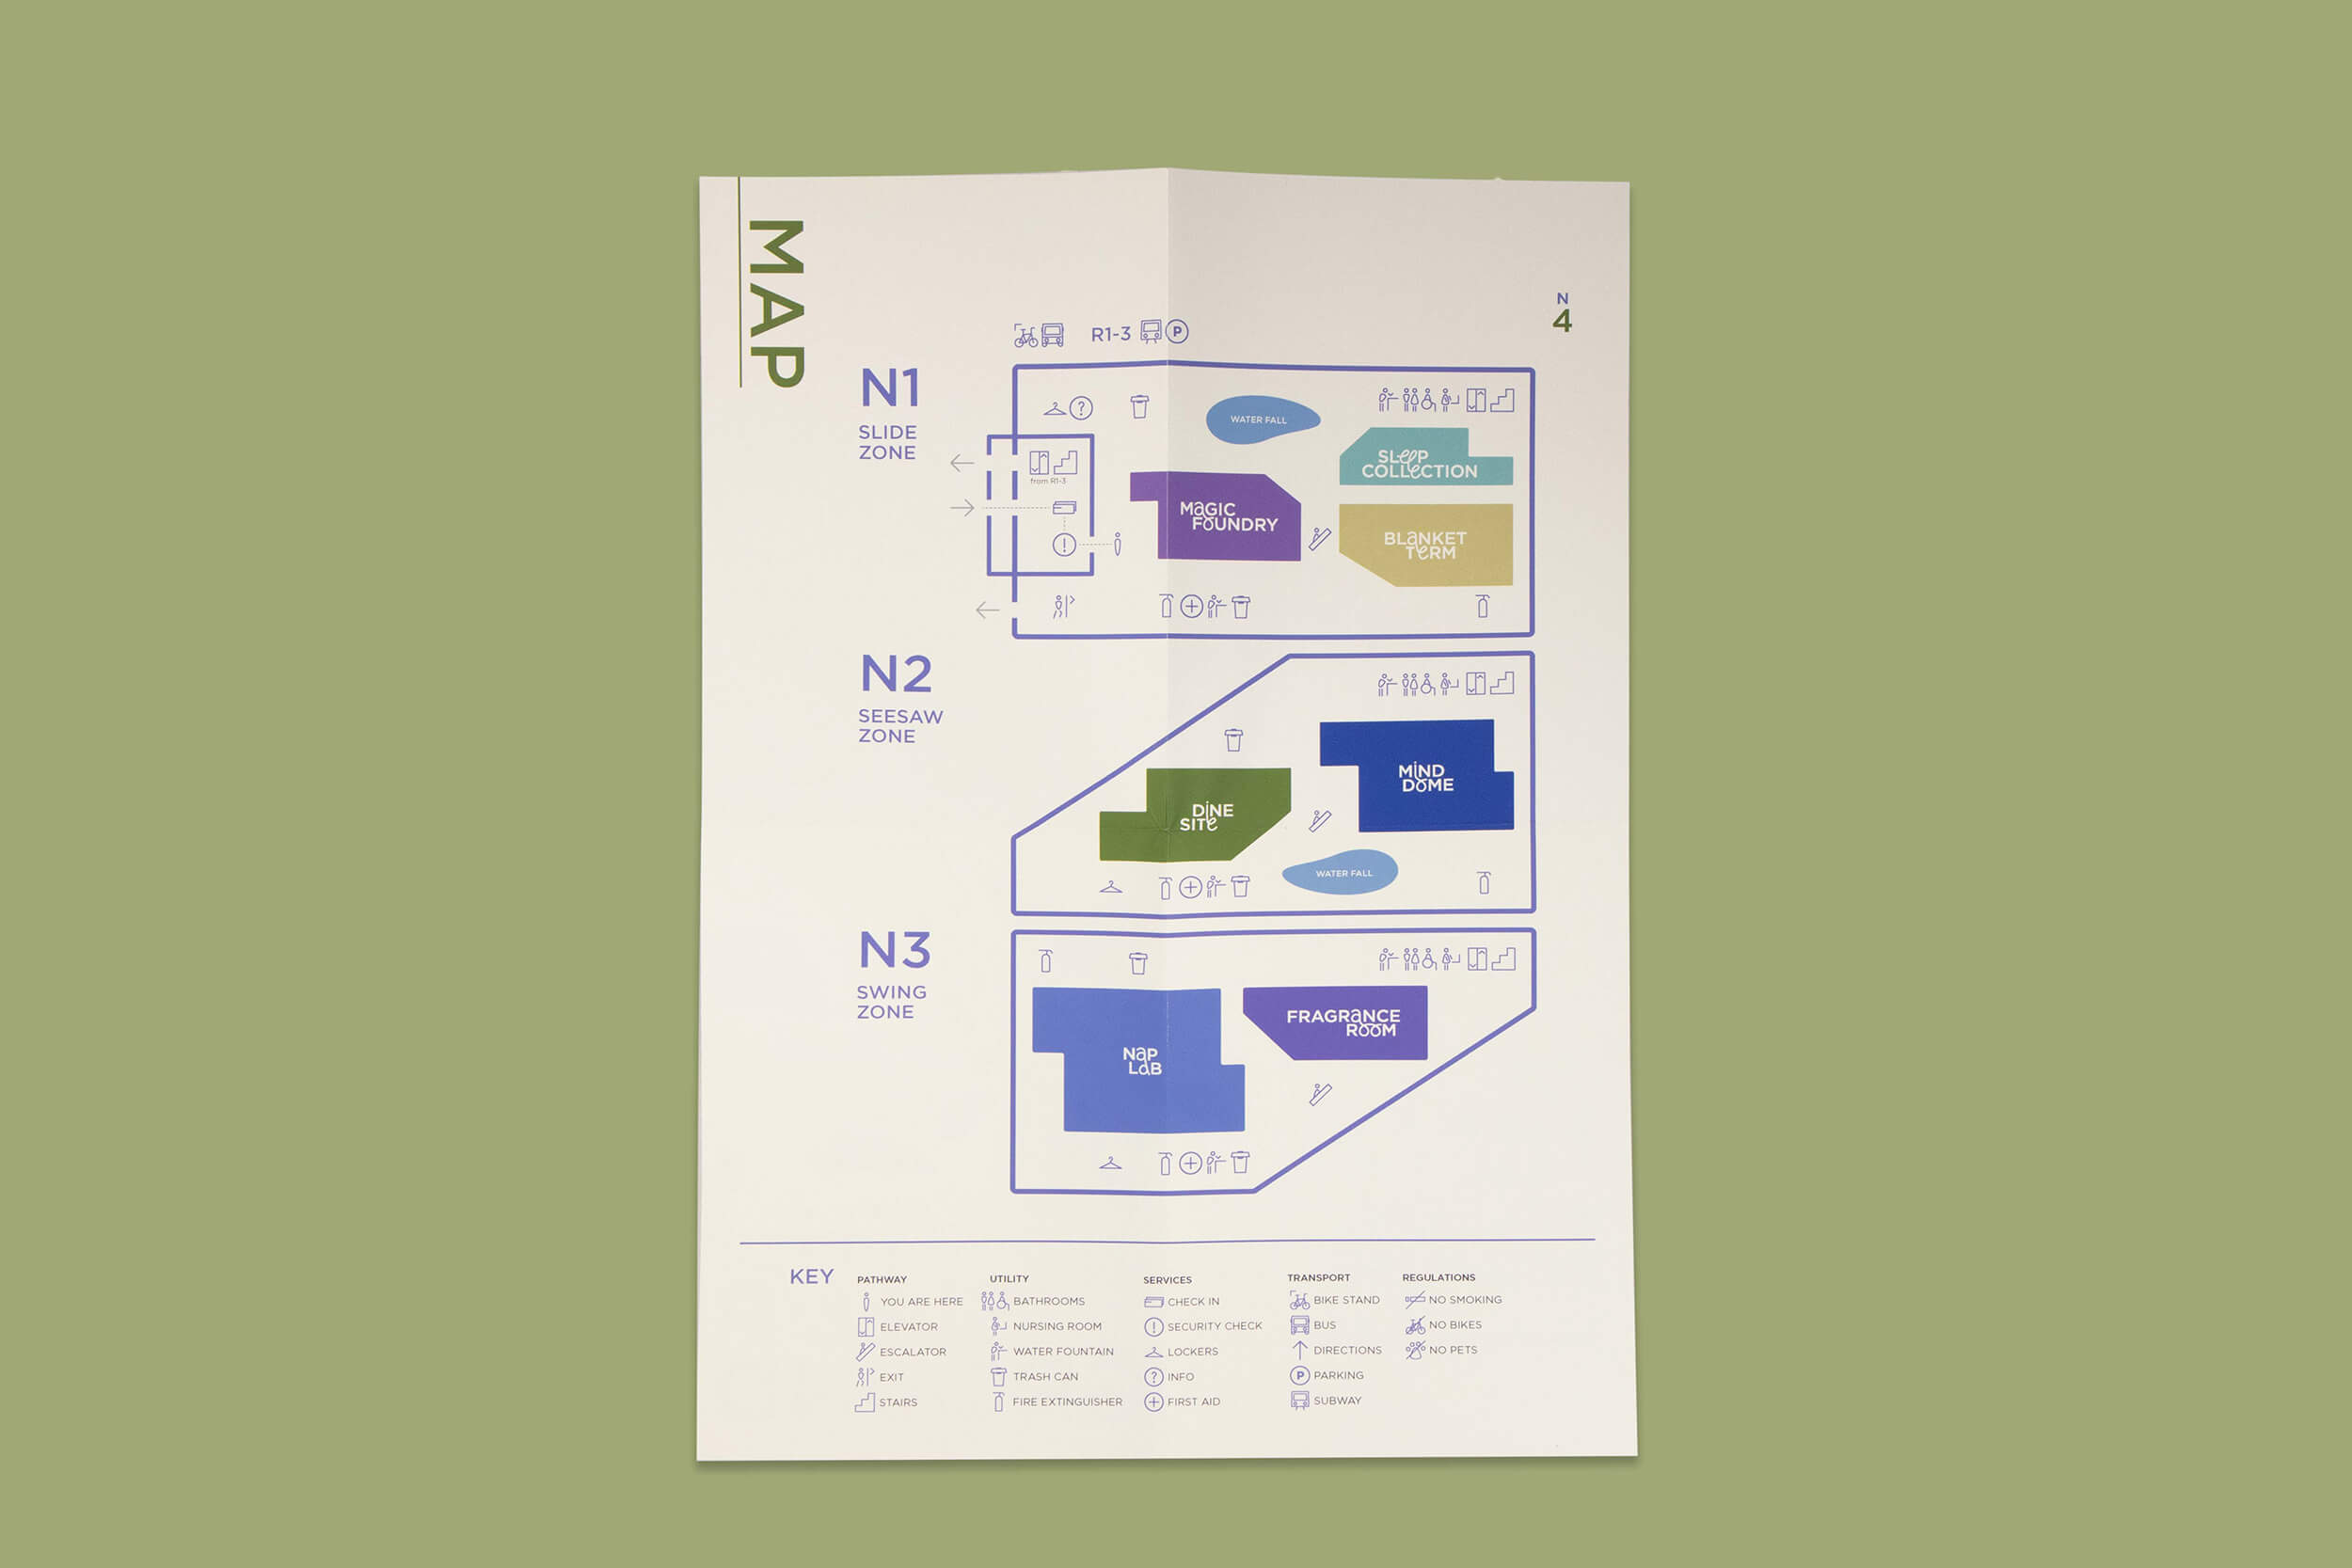 MAP
N
4
R1-3
P
N1
SLIDE
ZONE
?
WATER FALL
from R1-3
SLeeP
COLLeCTION
MaGIC
FoUNDRY
BLaNKET
TeRM
!
N2
SEESAW
ZONE
MiND
DoME
DiNE
SITe
WATER FALL
N3
SWING
ZONE
FRAGRaNCE
RooM
NaP
LaB
KEY
PATHWAY
YOU ARE HERE
ELEVATOR
ESCALATOR
EXIT
STAIRS
UTILITY
BATHROOMS
NURSING ROOM
WATER FOUNTAIN
TRASH CAN
FIRE EXTINGUISHER
SERVICES
CHECK IN
! SECURITY CHECK
LOCKERS
? INFO
FIRST AID
TRANSPORT
BIKE STAND
BUS
DIRECTIONS
P PARKING
SUBWAY
REGULATIONS
NO SMOKING
NO BIKES
NO PETS